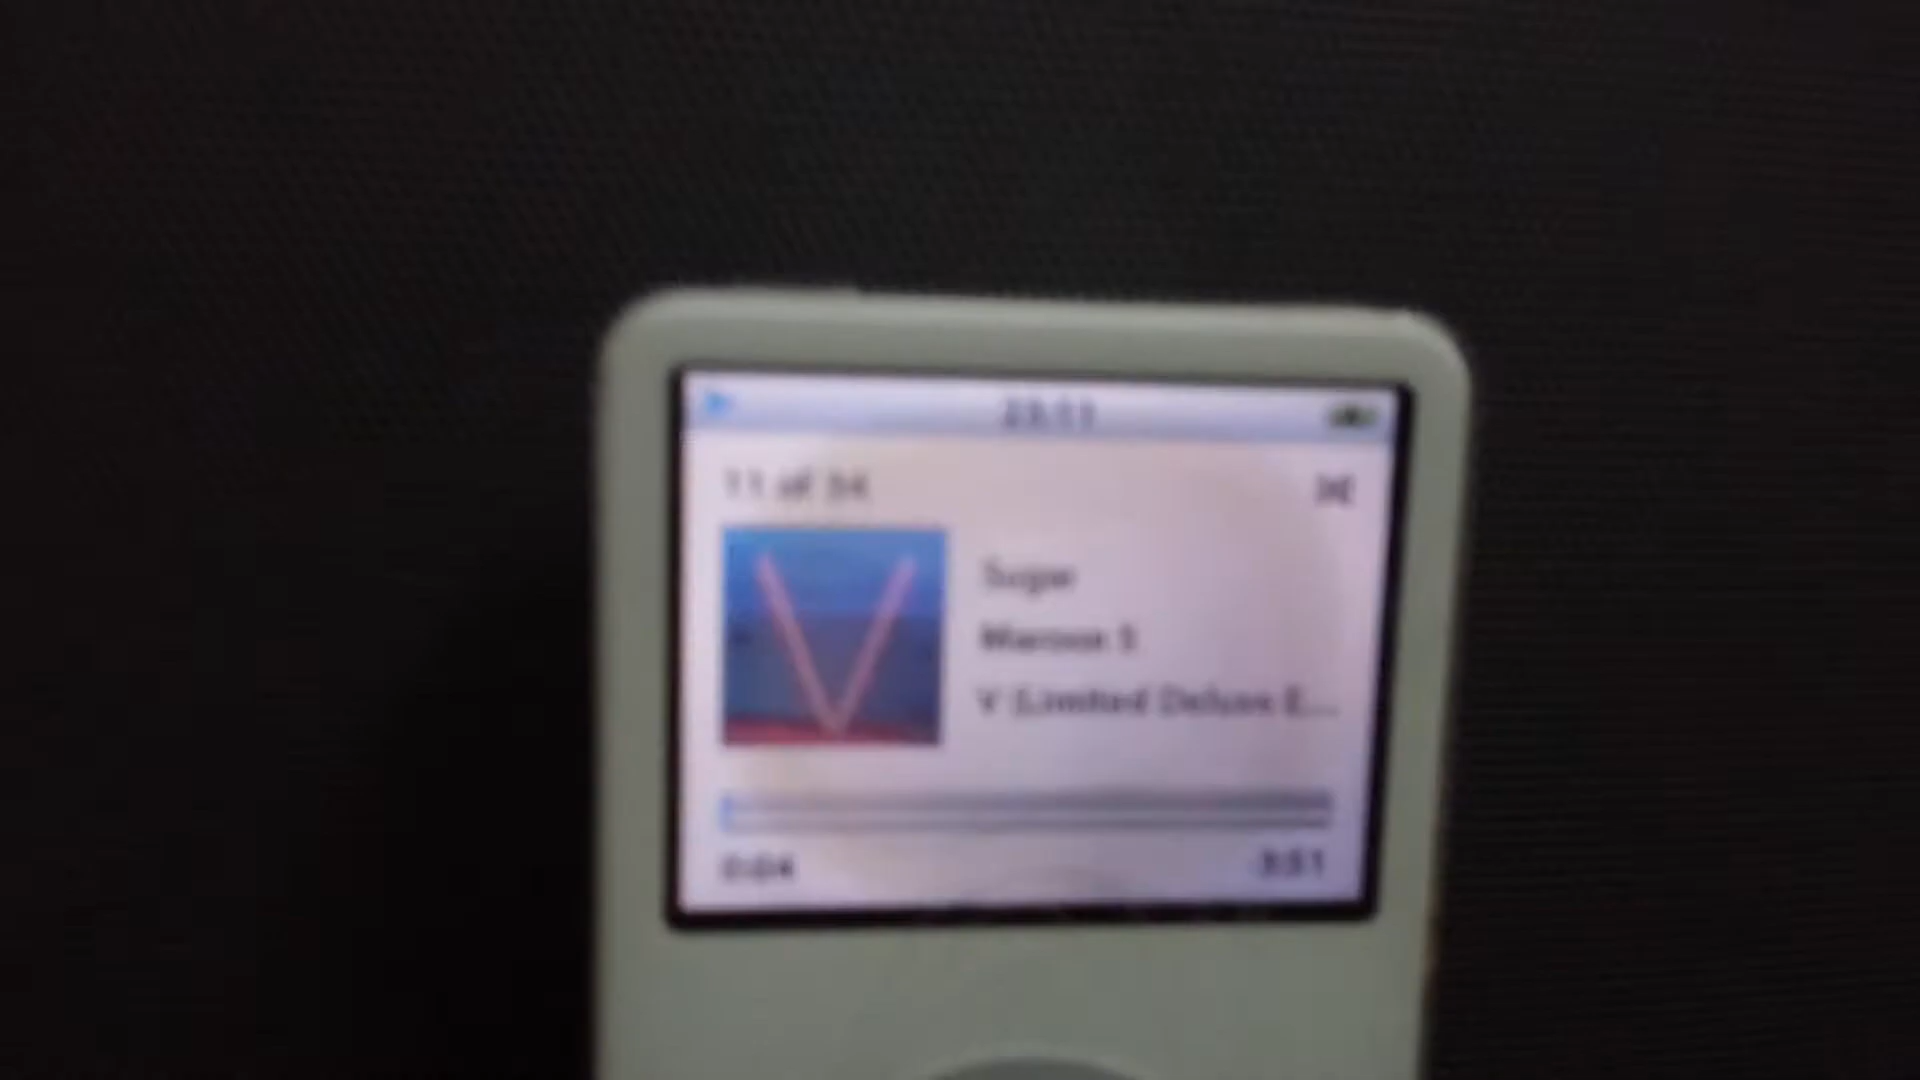 23:11
11 of 34
Sugar
Maroon 5
V (Limited Deluxe E...
0:04
-3:51